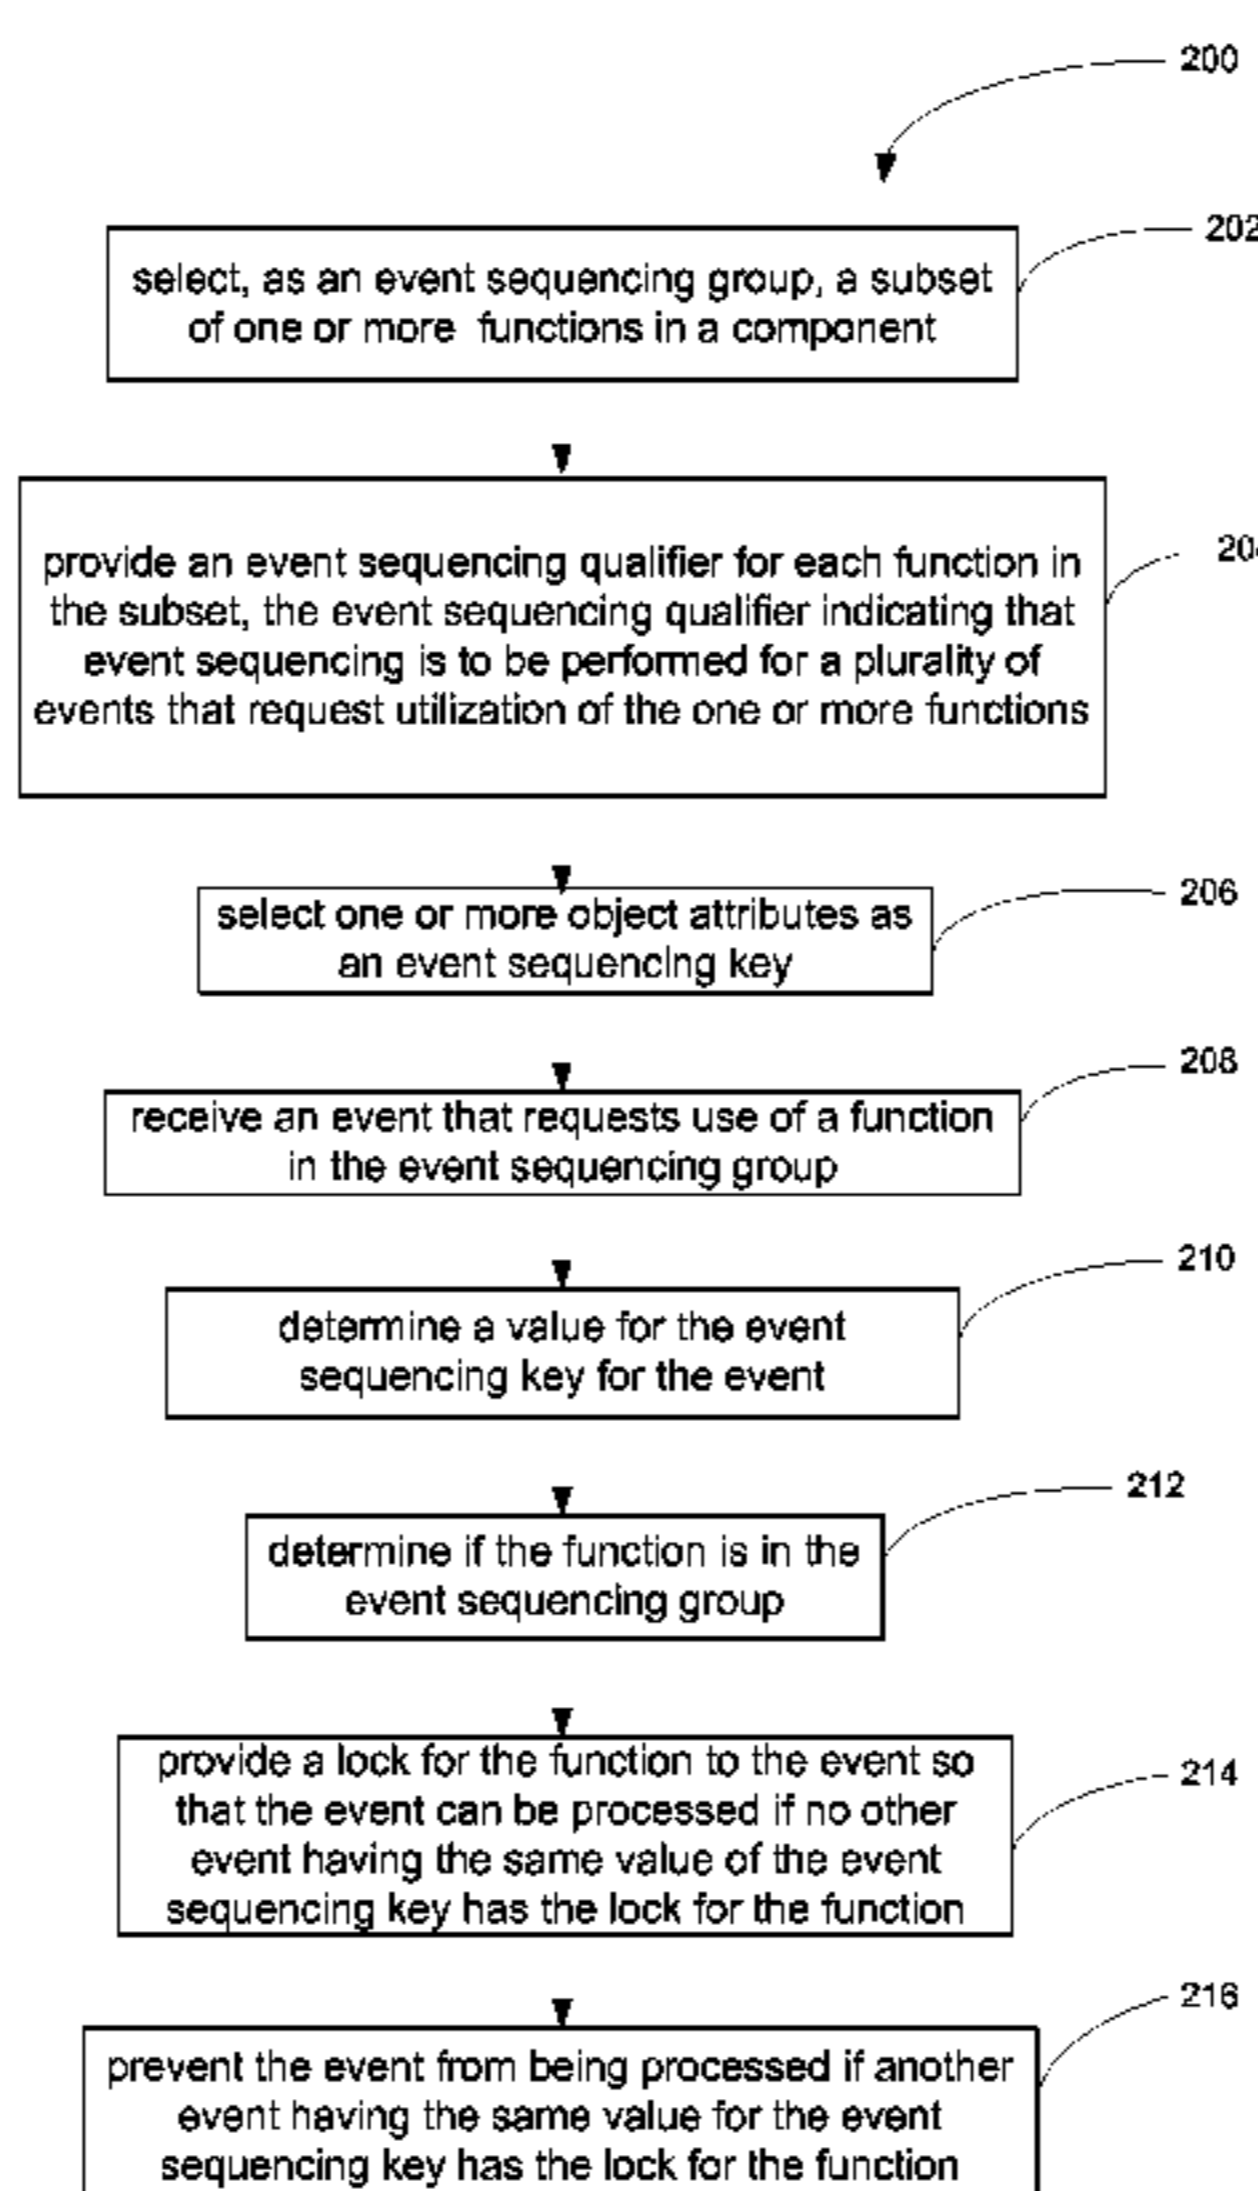 200
202
select, as an event sequencing group, a subset
of one or more functions in a component
204
provide an event sequencing qualifier for each function in
the subset, the event sequencing qualifier indicating that
event sequencing is to be performed for a plurality of
events that request utilization of the one or more functions
206
select one or more object attributes as
an event sequencing key
208
receive an event that requests use of a function
in the event sequencing group
210
determine a value for the event
sequencing key for the event
212
determine if the function is in the
event sequencing group
214
provide a lock for the function to the event so
that the event can be processed if no other
event having the same value of the event
sequencing key has the lock for the function
216
prevent the event from being processed if another
event having the same value for the event
sequencing key has the lock for the function